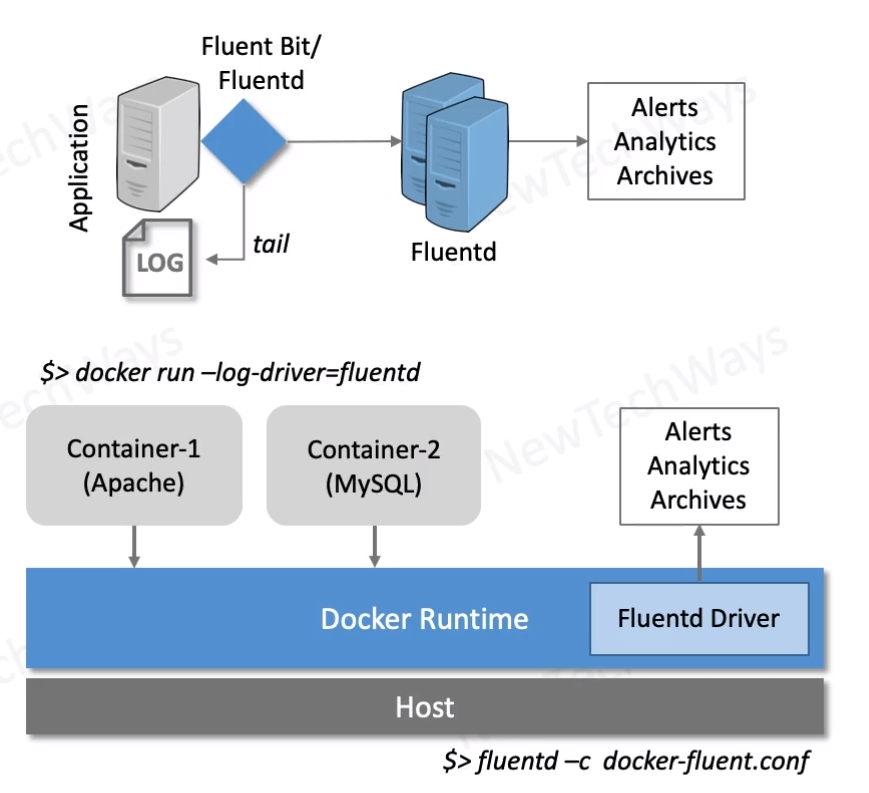 Fluent Bit/
Fluentd
Application
LOG
tail
Fluentd
Alerts
Analytics
Archives
$> docker run –log-driver=fluentd
Container-1
(Apache)
Container-2
(MySQL)
Alerts
Analytics
Archives
Docker Runtime
Fluentd Driver
Host
$> fluentd –c docker-fluent.conf
NewTechWays